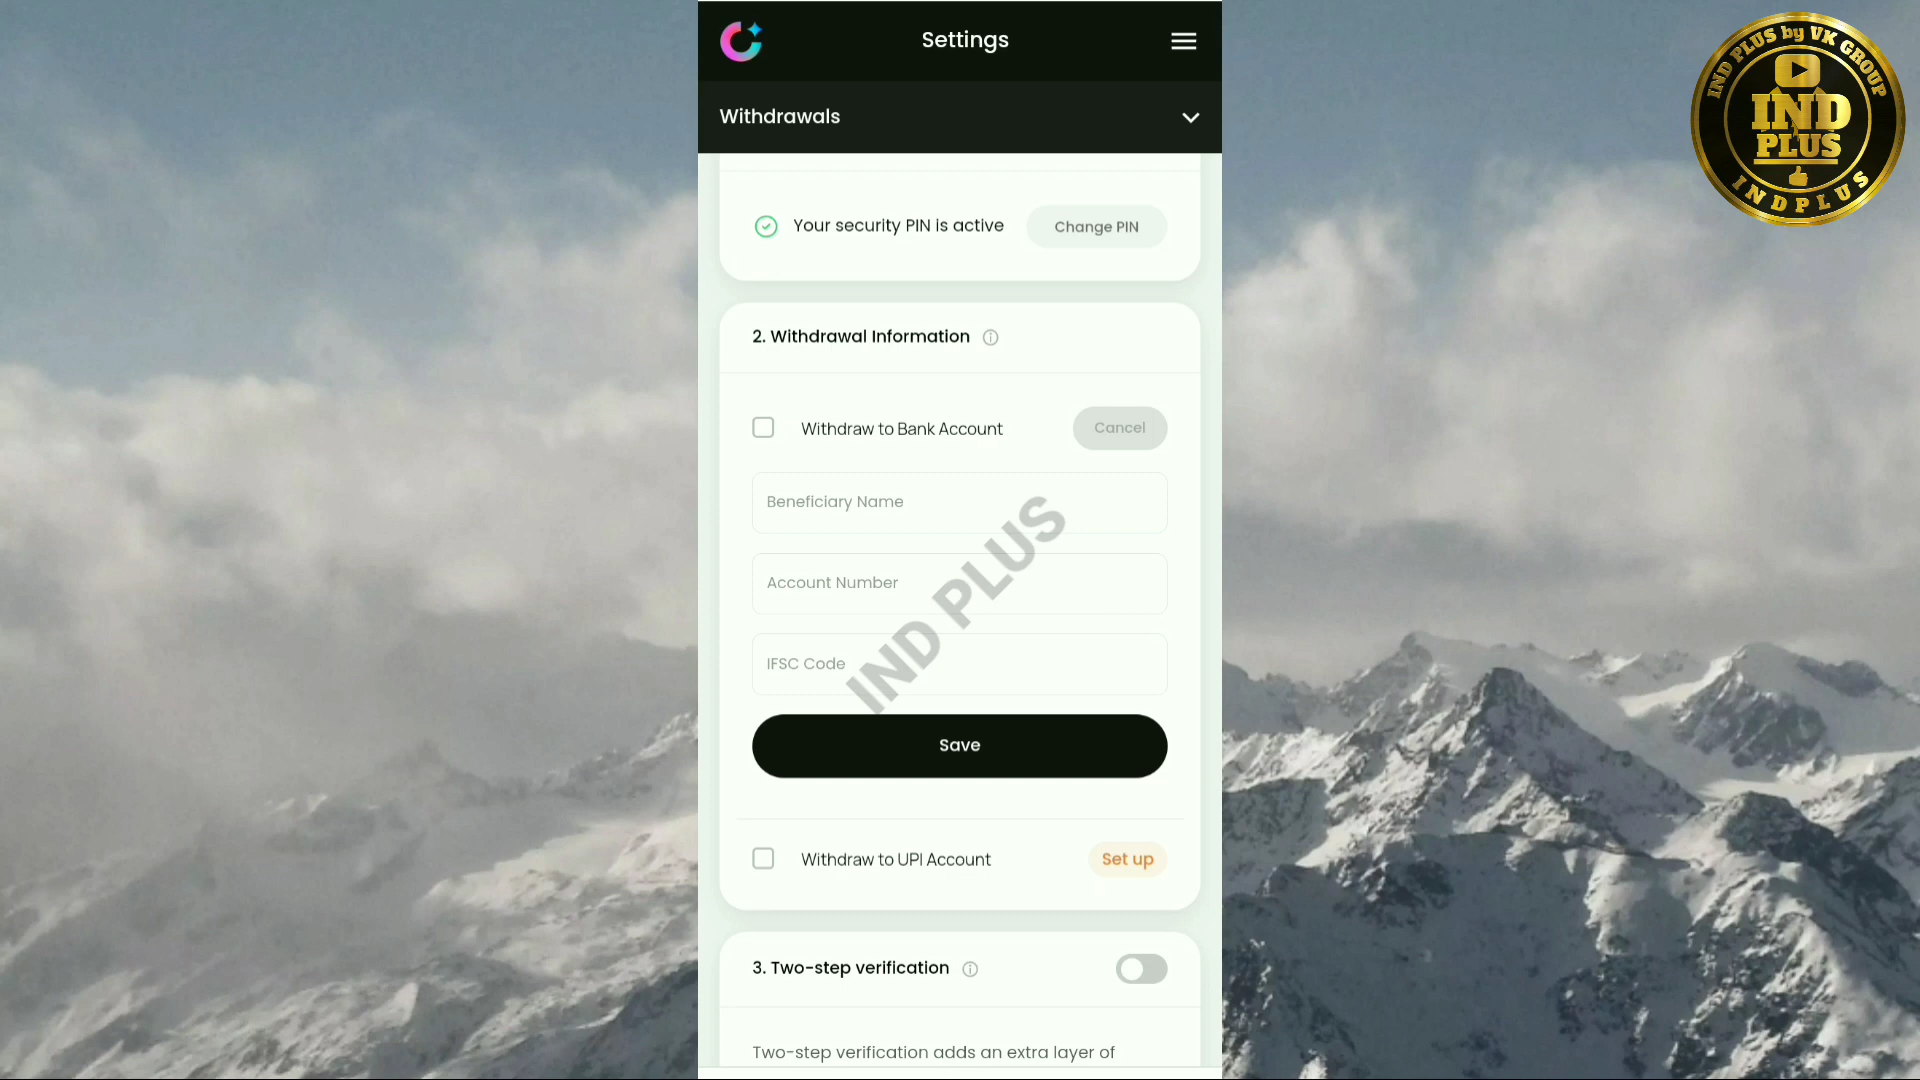 Settings
Withdrawals
Your security PIN is active
Change PIN
2. Withdrawal Information
Withdraw to Bank Account
Cancel
Beneficiary Name
Account Number
IFSC Code
Save
Withdraw to UPI Account
Set up
3. Two-step verification
Two-step verification adds an extra layer of
IND PLUS
IND PLUS by VK GROUP
IND
PLUS
INDPLUS